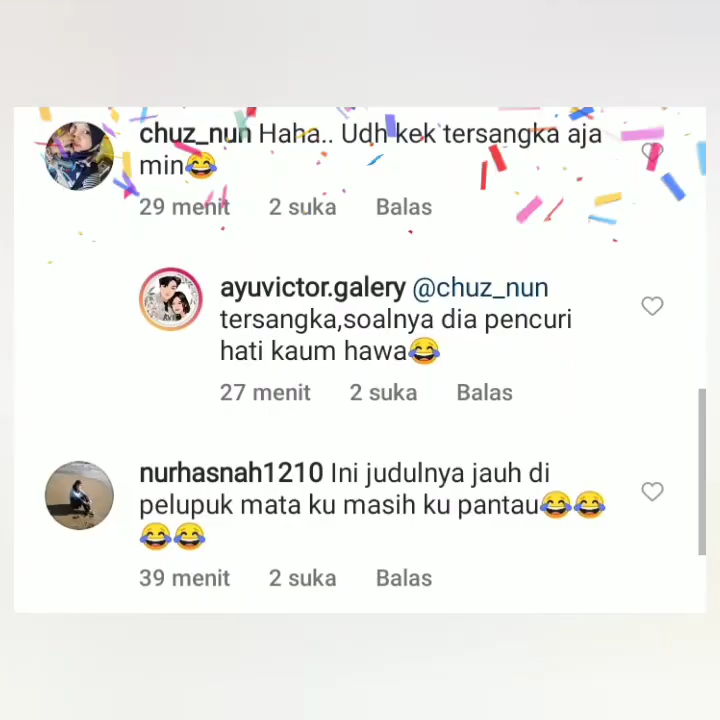 chuz_nun Haha.. Udh kek tersangka aja
min😂
29 menit 2 suka Balas
ayuvictor.galery @chuz_nun
tersangka,soalnya dia pencuri
hati kaum hawa😂
27 menit 2 suka Balas
nurhasnah1210 Ini judulnya jauh di
pelupuk mata ku masih ku pantau😂😂
😂😂
39 menit 2 suka Balas